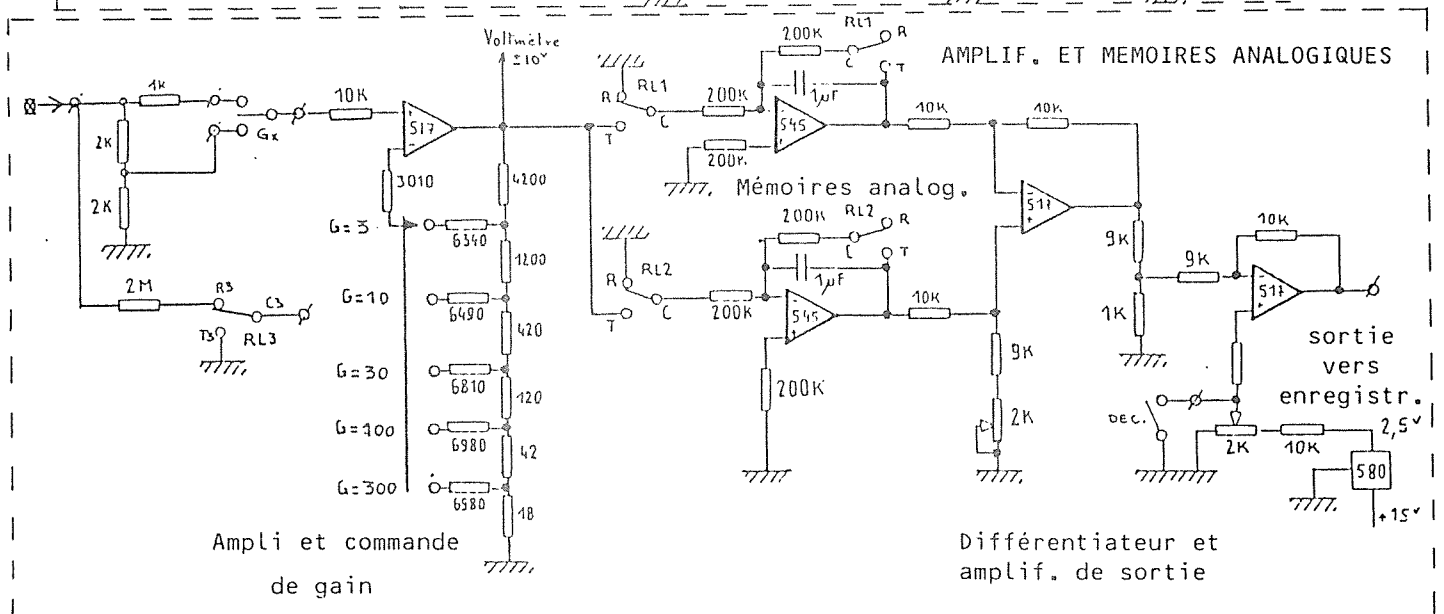 AMPLIF. ET MEMOIRES ANALOGIQUES
Voltmètre
±10v
1K
2K
2K
Gx
10K
517
+
-
3010
4200
G=3
6340
1200
G=10
6490
420
G=30
6810
120
G=100
6980
42
G=300
6980
18
2M
R3
C3
T3
RL3
Ampli et commande
de gain
R
RL1
C
T
200K
200K
RL1
R
C
T
1µF
545
-
+
200K
Mémoires analog.
R
RL2
C
T
200K
200K
RL2
R
C
T
1µF
545
-
+
200K
10K
10K
10K
517
-
+
9K
2K
9K
1K
9K
10K
517
-
+
sortie
vers
enregistr.
DEC.
2K
10K
2,5v
580
+15v
Différentiateur et
amplif. de sortie